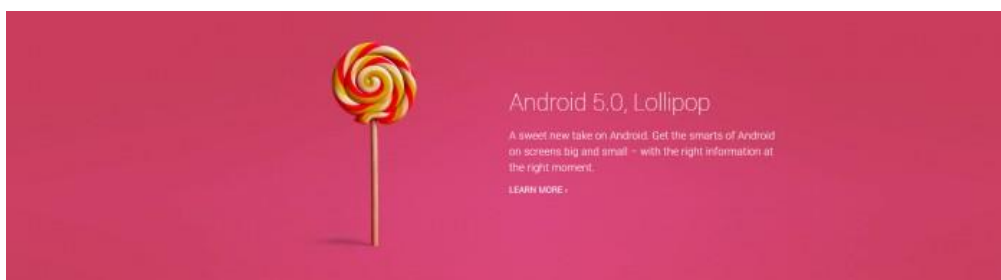 Android 5.0, Lollipop
A sweet new take on Android. Get the smarts of Android
on screens big and small – with the right information at
the right moment.
LEARN MORE ›